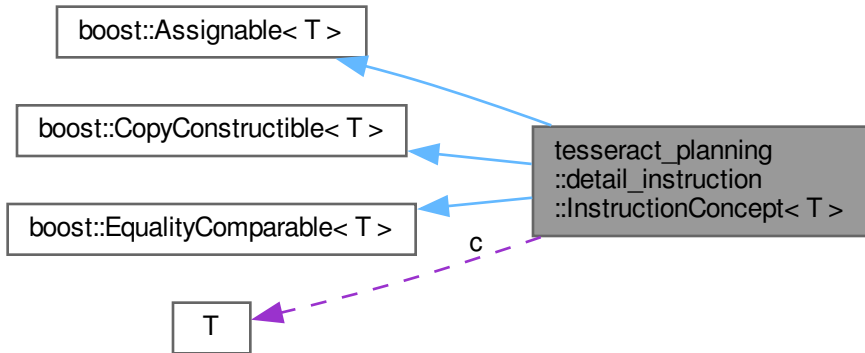 boost::Assignable< T >
boost::CopyConstructible< T >
boost::EqualityComparable< T >
T
c
tesseract_planning
::detail_instruction
::InstructionConcept< T >